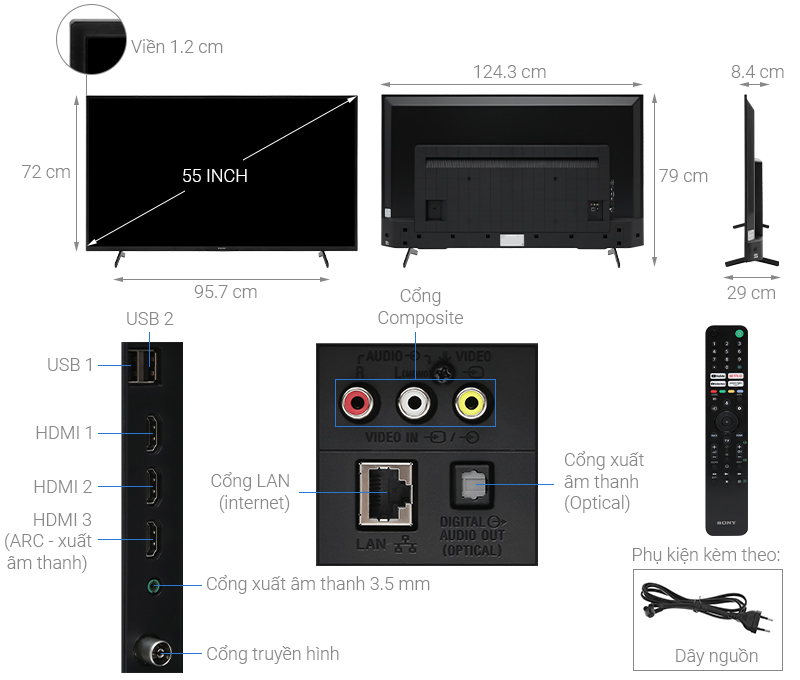 Viền 1.2 cm
124.3 cm
8.4 cm
72 cm
55 INCH
79 cm
95.7 cm
29 cm
USB 2
USB 1
HDMI 1
HDMI 2
HDMI 3
(ARC - xuất
âm thanh)
Cổng xuất âm thanh 3.5 mm
Cổng truyền hình
Cổng
Composite
AUDIO
VIDEO
R
L(MONO)
VIDEO IN
/
Cổng LAN
(internet)
LAN
DIGITAL
AUDIO OUT
(OPTICAL)
Cổng xuất
âm thanh
(Optical)
SONY
Phụ kiện kèm theo:
Dây nguồn